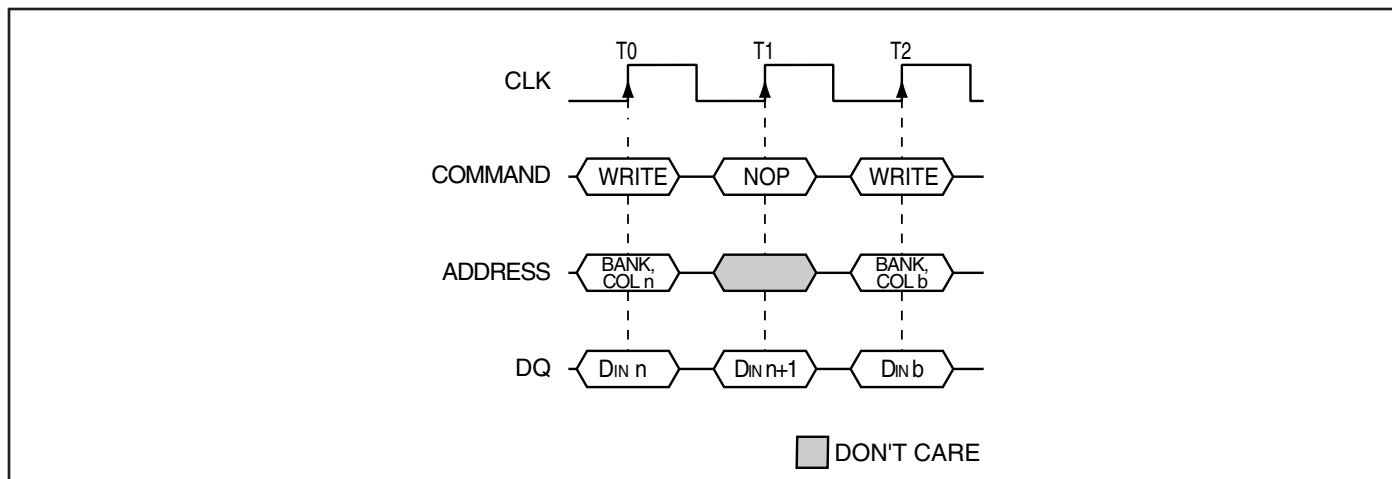 T0 T1 T2
CLK
COMMAND WRITE NOP WRITE
ADDRESS BANK, COL n BANK, COL b
DQ DIN n DIN n+1 DIN b
DON'T CARE